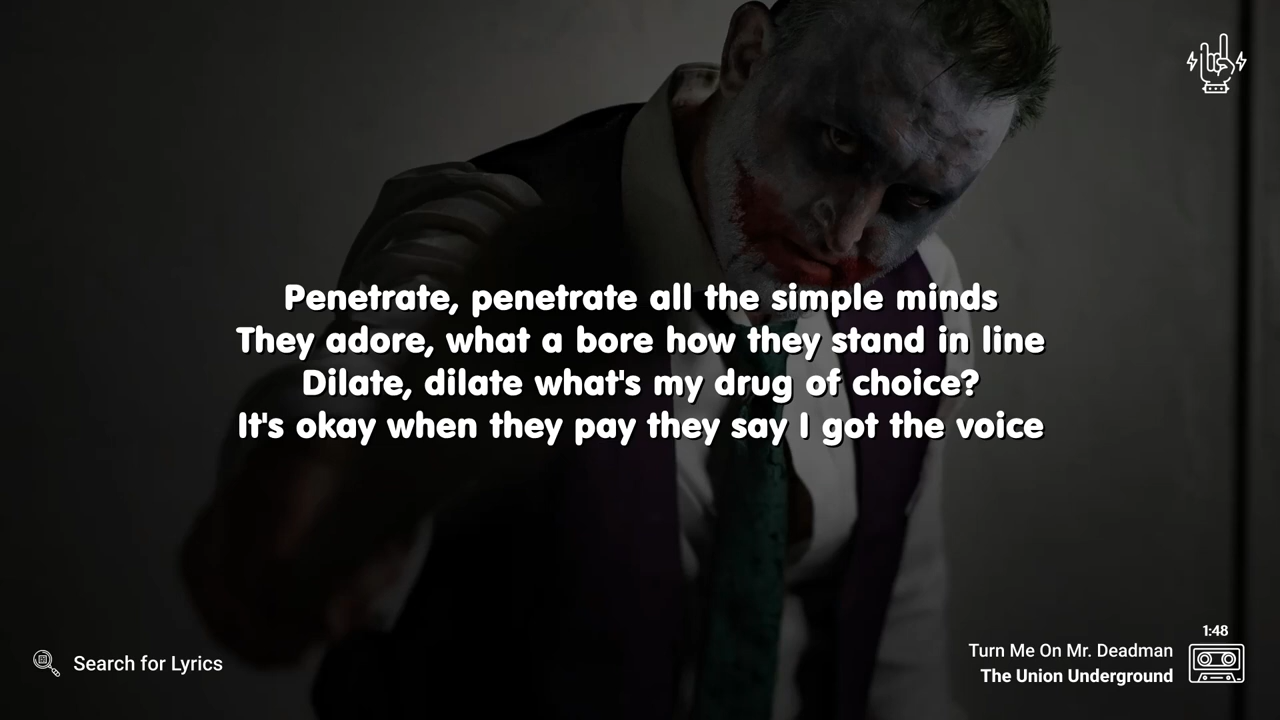 Penetrate, penetrate all the simple minds
They adore, what a bore how they stand in line
Dilate, dilate what's my drug of choice?
It's okay when they pay they say I got the voice
1:48
Search for Lyrics
Turn Me On Mr. Deadman
The Union Underground